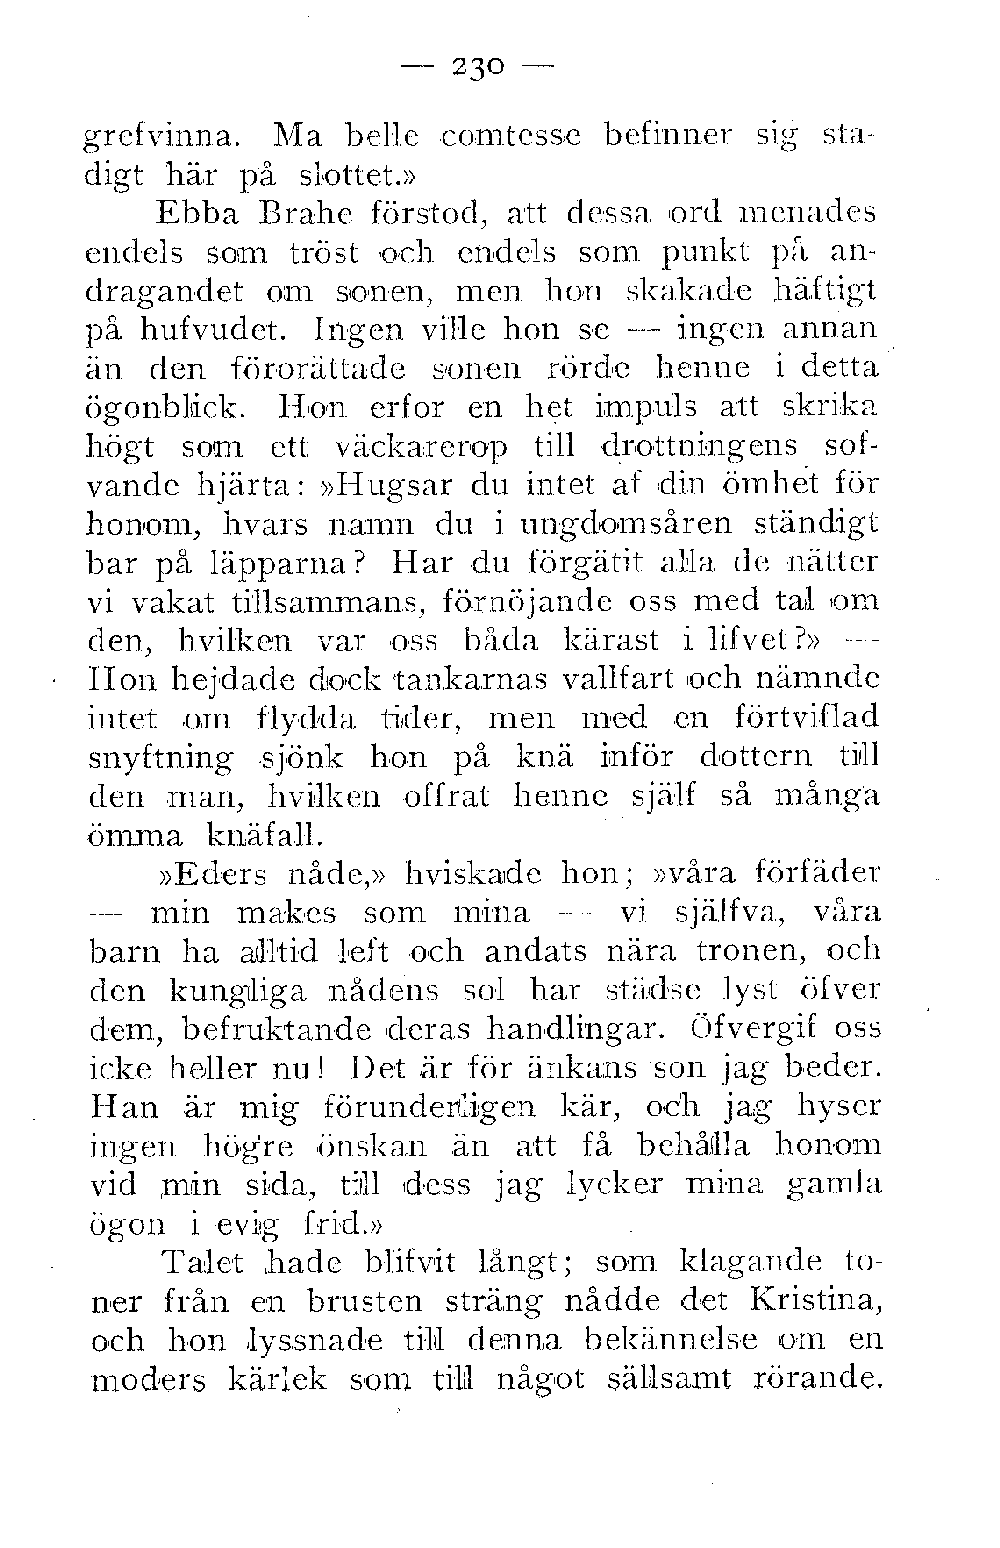 — 230 —
grefvinna. Ma belle comtesse befinner sig sta-
digt här på slottet.»
Ebba Brahe förstod, att dessa ord menades
endels som tröst och endels som punkt på an-
dragandet om sonen, men hon skakade häftigt
på hufvudet. Ingen ville hon se — ingen annan
än den förorättade sonen rörde henne i detta
ögonblick. Hon erfor en het impuls att skrika
högt som ett väckarerop till drottningens sof-
vande hjärta: »Hugsar du intet af din ömhet för
honom, hvars namn du i ungdomsåren ständigt
bar på läpparna? Har du förgätit alla de nätter
vi vakat tillsammans, förnöjande oss med tal om
den, hvilken var oss båda kärast i lifvet?» —
Hon hejdade dock tankarnas vallfart och nämnde
intet om flydda tider, men med en förtviflad
snyftning sjönk hon på knä inför dottern till
den man, hvilken offrat henne själf så många
ömma knäfall.
»Eders nåde,» hviskade hon; »våra förfäder
— min makes som mina — vi själfva, våra
barn ha alltid left och andats nära tronen, och
den kungliga nådens sol har städse lyst öfver
dem, befruktande deras handlingar. Öfvergif oss
icke heller nu! Det är för änkans son jag beder.
Han är mig förunderligen kär, och jag hyser
ingen högre önskan än att få behålla honom
vid min sida, till dess jag lycker mina gamla
ögon i evig frid.»
Talet hade blifvit långt; som klagande to-
ner från en brusten sträng nådde det Kristina,
och hon lyssnade till denna bekännelse om en
moders kärlek som till något sällsamt rörande.